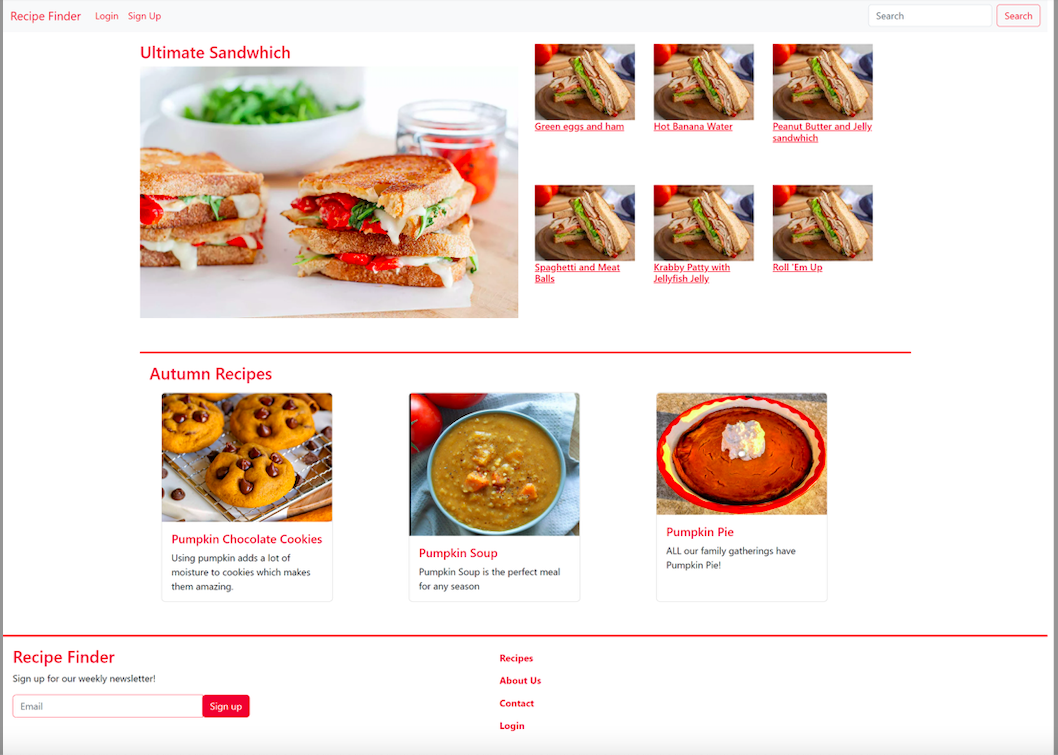 Recipe Finder Login Sign Up Search Search
Ultimate Sandwhich
Green eggs and ham
Hot Banana Water
Peanut Butter and Jelly
sandwhich
Spaghetti and Meat
Balls
Krabby Patty with
Jellyfish Jelly
Roll 'Em Up
Autumn Recipes
Pumpkin Chocolate Cookies
Using pumpkin adds a lot of
moisture to cookies which makes
them amazing.
Pumpkin Soup
Pumpkin Soup is the perfect meal
for any season
Pumpkin Pie
ALL our family gatherings have
Pumpkin Pie!
Recipe Finder
Sign up for our weekly newsletter!
Email Sign up
Recipes
About Us
Contact
Login